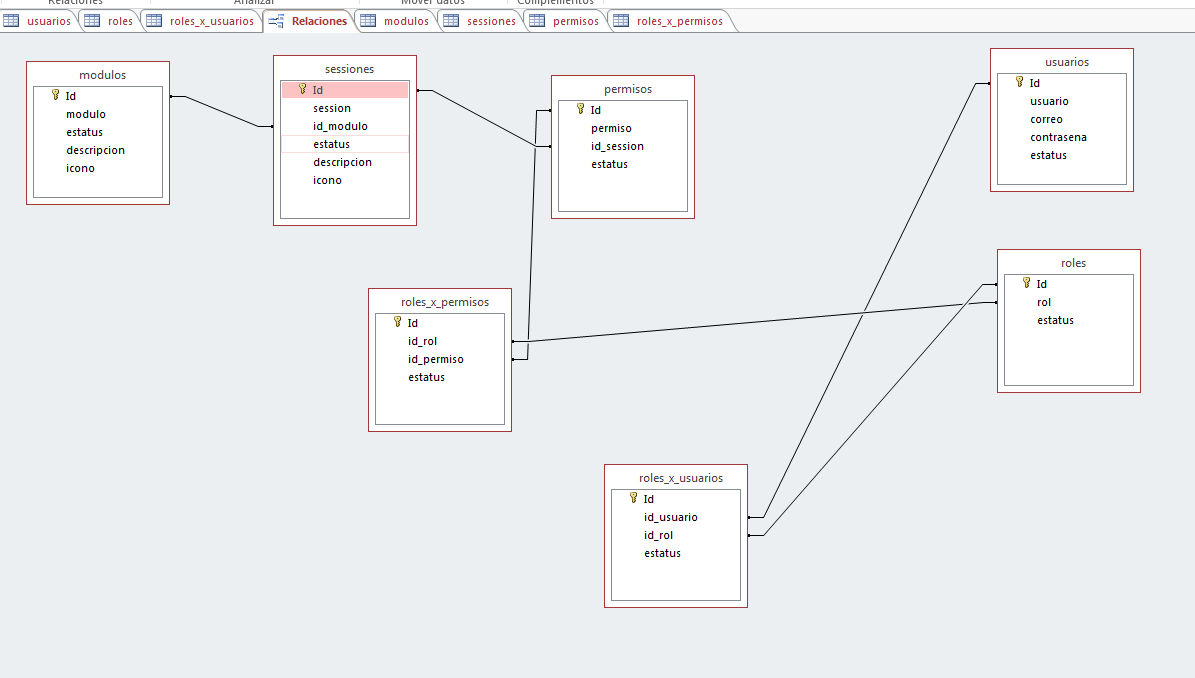 Relaciones Analizar Mover datos Complementos
usuarios roles roles_x_usuarios Relaciones modulos sessiones permisos roles_x_permisos
modulos
Id
modulo
estatus
descripcion
icono
sessiones
Id
session
id_modulo
estatus
descripcion
icono
permisos
Id
permiso
id_session
estatus
usuarios
Id
usuario
correo
contrasena
estatus
roles
Id
rol
estatus
roles_x_permisos
Id
id_rol
id_permiso
estatus
roles_x_usuarios
Id
id_usuario
id_rol
estatus